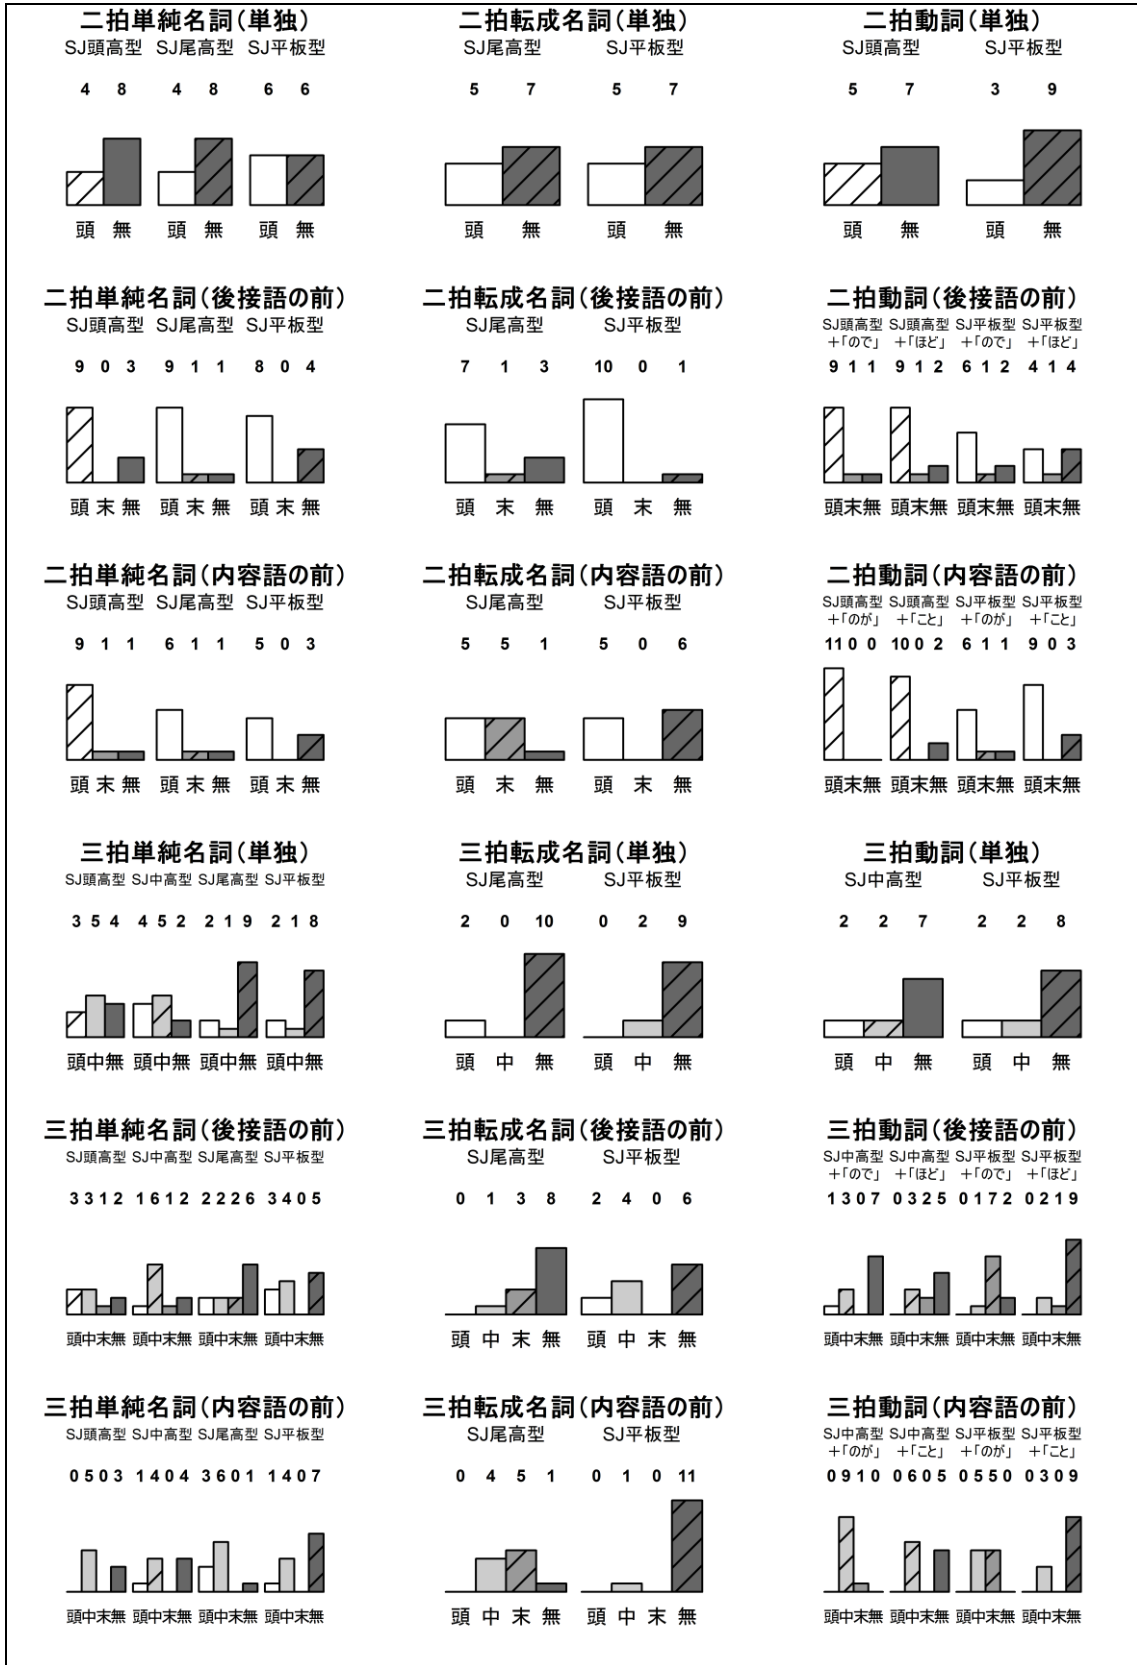 二拍単純名詞(単独) 二拍転成名詞(単独) 二拍動詞(単独)
SJ頭高型 SJ尾高型 SJ平板型 SJ尾高型 SJ平板型 SJ頭高型 SJ平板型
4 8 4 8 6 6 5 7 5 7 5 7 3 9
頭 無 頭 無 頭 無 頭 無 頭 無 頭 無 頭 無
二拍単純名詞(後接語の前) 二拍転成名詞(後接語の前) 二拍動詞(後接語の前)
SJ頭高型 SJ尾高型 SJ平板型 SJ尾高型 SJ平板型 SJ頭高型 SJ頭高型 SJ平板型 SJ平板型
+「ので」 +「ほど」 +「ので」 +「ほど」
9 0 3 9 1 1 8 0 4 7 1 3 10 0 1 9 1 1 9 1 2 6 1 2 4 1 4
頭 末 無 頭 末 無 頭 末 無 頭 末 無 頭 末 無 頭末無 頭末無 頭末無 頭末無
二拍単純名詞(内容語の前) 二拍転成名詞(内容語の前) 二拍動詞(内容語の前)
SJ頭高型 SJ尾高型 SJ平板型 SJ尾高型 SJ平板型 SJ頭高型 SJ頭高型 SJ平板型 SJ平板型
+「のが」 +「こと」 +「のが」 +「こと」
9 1 1 6 1 1 5 0 3 5 5 1 5 0 6 11 0 0 10 0 2 6 1 1 9 0 3
頭 末 無 頭 末 無 頭 末 無 頭 末 無 頭 末 無 頭末無 頭末無 頭末無 頭末無
三拍単純名詞(単独) 三拍転成名詞(単独) 三拍動詞(単独)
SJ頭高型 SJ中高型 SJ尾高型 SJ平板型 SJ尾高型 SJ平板型 SJ中高型 SJ平板型
3 5 4 4 5 2 2 1 9 2 1 8 2 0 10 0 2 9 2 2 7 2 2 8
頭中無 頭中無 頭中無 頭中無 頭 中 無 頭 中 無 頭 中 無 頭 中 無
三拍単純名詞(後接語の前) 三拍転成名詞(後接語の前) 三拍動詞(後接語の前)
SJ頭高型 SJ中高型 SJ尾高型 SJ平板型 SJ尾高型 SJ平板型 SJ中高型 SJ中高型 SJ平板型 SJ平板型
+「ので」 +「ほど」 +「ので」 +「ほど」
3 3 1 2 1 6 1 2 2 2 2 6 3 4 0 5 0 1 3 8 2 4 0 6 1 3 0 7 0 3 2 5 0 1 7 2 0 2 1 9
頭中末無 頭中末無 頭中末無 頭中末無 頭 中 末 無 頭 中 末 無 頭中末無 頭中末無 頭中末無 頭中末無
三拍単純名詞(内容語の前) 三拍転成名詞(内容語の前) 三拍動詞(内容語の前)
SJ頭高型 SJ中高型 SJ尾高型 SJ平板型 SJ尾高型 SJ平板型 SJ中高型 SJ中高型 SJ平板型 SJ平板型
+「のが」 +「こと」 +「のが」 +「こと」
0 5 0 3 1 4 0 4 3 6 0 1 1 4 0 7 0 4 5 1 0 1 0 11 0 9 1 0 0 6 0 5 0 5 5 0 0 3 0 9
頭中末無 頭中末無 頭中末無 頭中末無 頭 中 末 無 頭 中 末 無 頭中末無 頭中末無 頭中末無 頭中末無